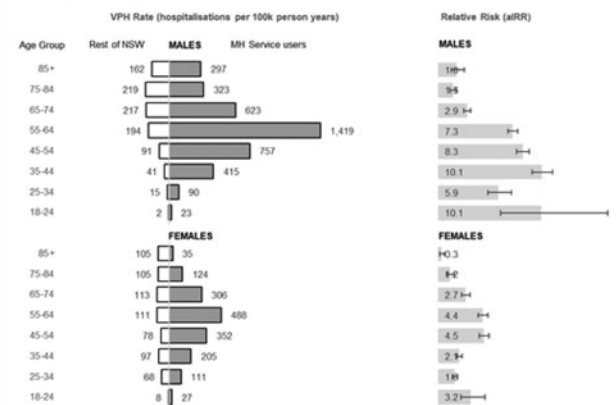 VPH Rate (hospitalisations per 100k person years) Relative Risk (aIRR)
Age Group Rest of NSW MALES MH Service users MALES
85+ 162 297
75-84 219 323
65-74 217 623 2.9
55-64 194 1,419 7.3
45-54 91 757 8.3
35-44 41 415 10.1
25-34 15 90 5.9
18-24 2 23 10.1
FEMALES FEMALES
85+ 105 35 0.3
75-84 105 124
65-74 113 306 2.7
55-64 111 488 4.4
45-54 78 352 4.5
35-44 97 205
25-34 68 111
18-24 8 27 3.2